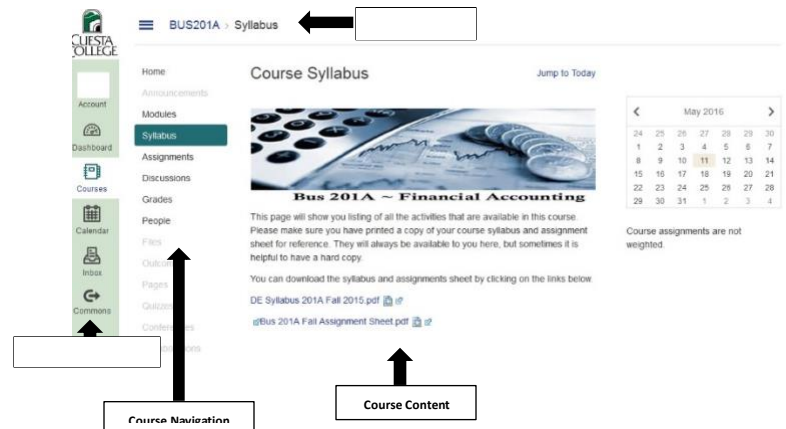 CUESTA
COLLEGE
BUS201A > Syllabus
Account
Dashboard
Courses
Calendar
Inbox
Commons
Home
Announcements
Modules
Syllabus
Assignments
Discussions
Grades
People
Files
Pages
Quizzes
Course Syllabus
Jump to Today
Bus 201A ~ Financial Accounting
This page will show you listing of all the activities that are available in this course.
Please make sure you have printed a copy of your course syllabus and assignment
sheet for reference. They will always be available to you here, but sometimes it is
helpful to have a hard copy.
You can download the syllabus and assignments sheet by clicking on the links below
DE Syllabus 201A Fall 2015.pdf
Bus 201A Fall Assignment Sheet.pdf
May 2016
24 25 26 27 28 29 30
1 2 3 4 5 6 7
8 9 10 11 12 13 14
15 16 17 18 19 20 21
22 23 24 25 26 27 28
29 30 31 1 2 3 4
Course assignments are not
weighted.
Course Content
Course Navigation